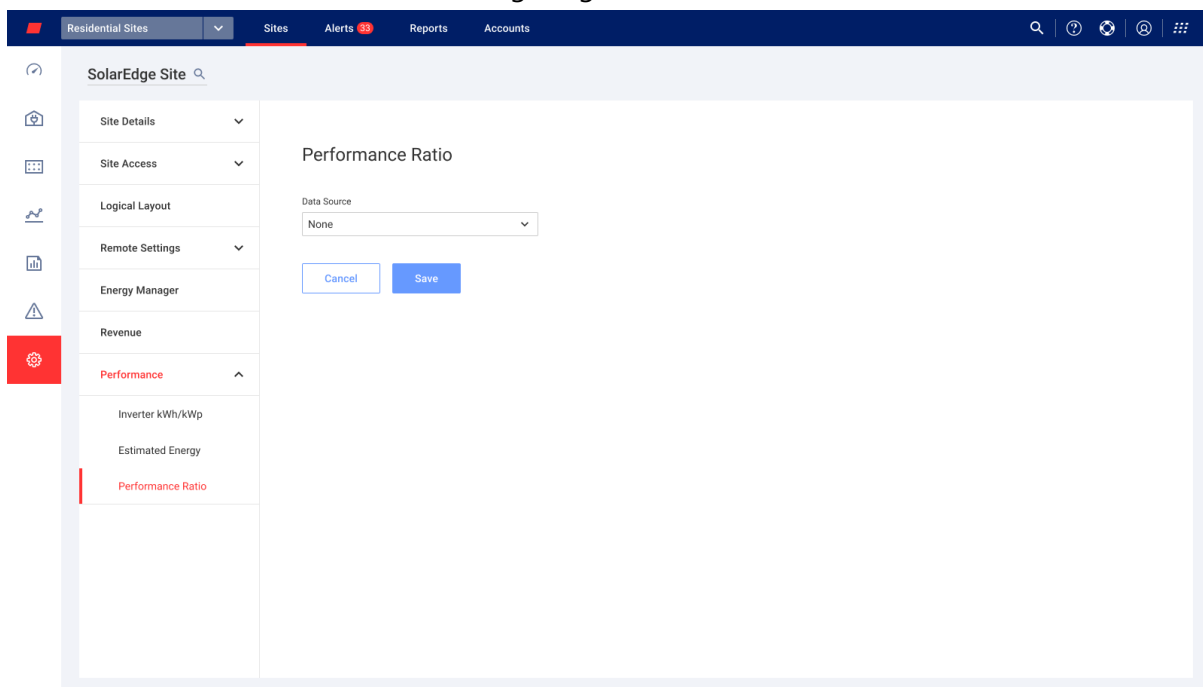 Residential Sites
Sites
Alerts 33
Reports
Accounts
SolarEdge Site
Site Details
Site Access
Logical Layout
Remote Settings
Energy Manager
Revenue
Performance
Inverter kWh/kWp
Estimated Energy
Performance Ratio
Performance Ratio
Data Source
None
Cancel
Save